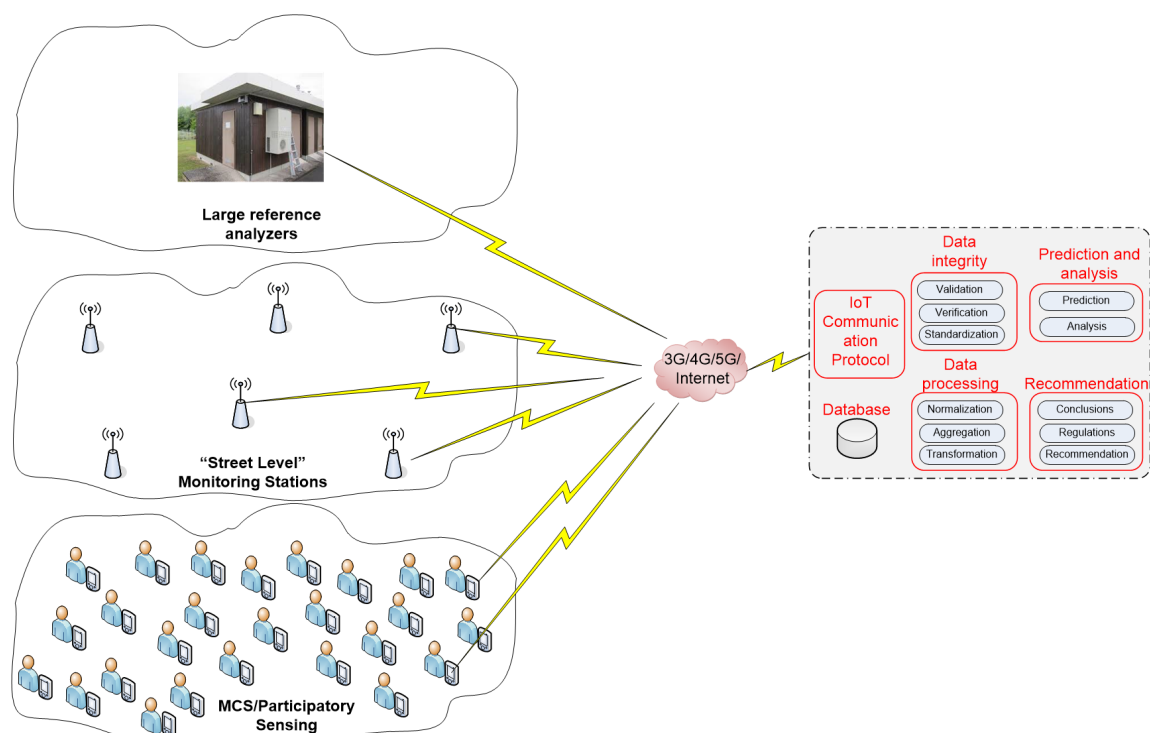 Large reference
analyzers
"Street Level"
Monitoring Stations
MCS/Participatory
Sensing
3G/4G/5G/
Internet
IoT
Communic
ation
Protocol
Database
Data
integrity
Validation
Verification
Standardization
Prediction and
analysis
Prediction
Analysis
Data
processing
Normalization
Aggregation
Transformation
Recommendation
Conclusions
Regulations
Recommendation